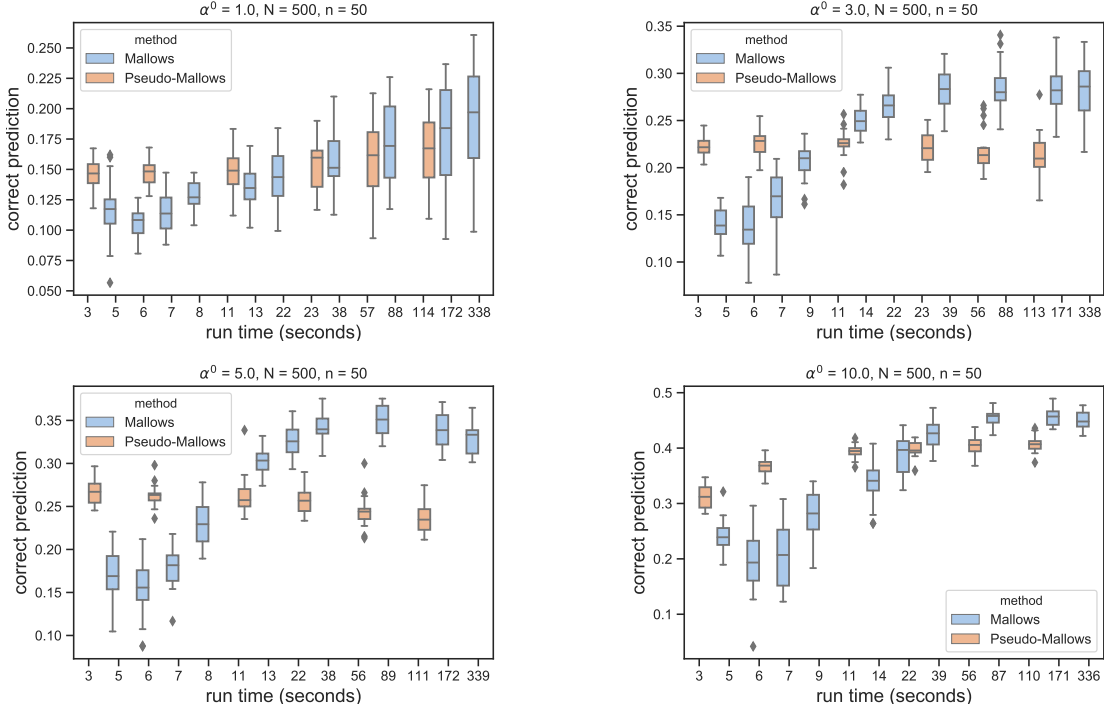 α⁰ = 1.0, N = 500, n = 50
correct prediction
0.250
0.225
0.200
0.175
0.150
0.125
0.100
0.075
0.050
method
Mallows
Pseudo-Mallows
3 5 6 7 8 11 13 22 23 38 57 88 114 172 338
run time (seconds)
α⁰ = 3.0, N = 500, n = 50
correct prediction
0.35
0.30
0.25
0.20
0.15
0.10
method
Mallows
Pseudo-Mallows
3 5 6 7 9 11 14 22 23 39 56 88 113 171 338
run time (seconds)
α⁰ = 5.0, N = 500, n = 50
correct prediction
0.35
0.30
0.25
0.20
0.15
0.10
method
Mallows
Pseudo-Mallows
3 5 6 7 8 11 13 22 38 56 89 111 172 339
run time (seconds)
α⁰ = 10.0, N = 500, n = 50
correct prediction
0.5
0.4
0.3
0.2
0.1
method
Mallows
Pseudo-Mallows
3 5 6 7 9 11 14 22 39 56 87 110 171 336
run time (seconds)